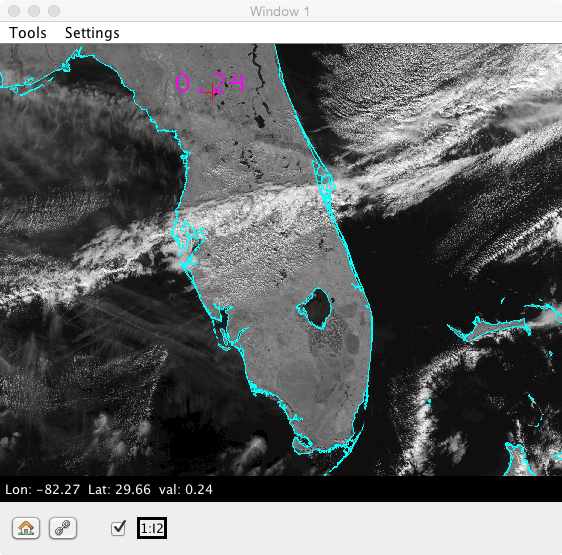 Window 1
Tools Settings
0.24
Lon: −82.27 Lat: 29.66 val: 0.24
1:I2